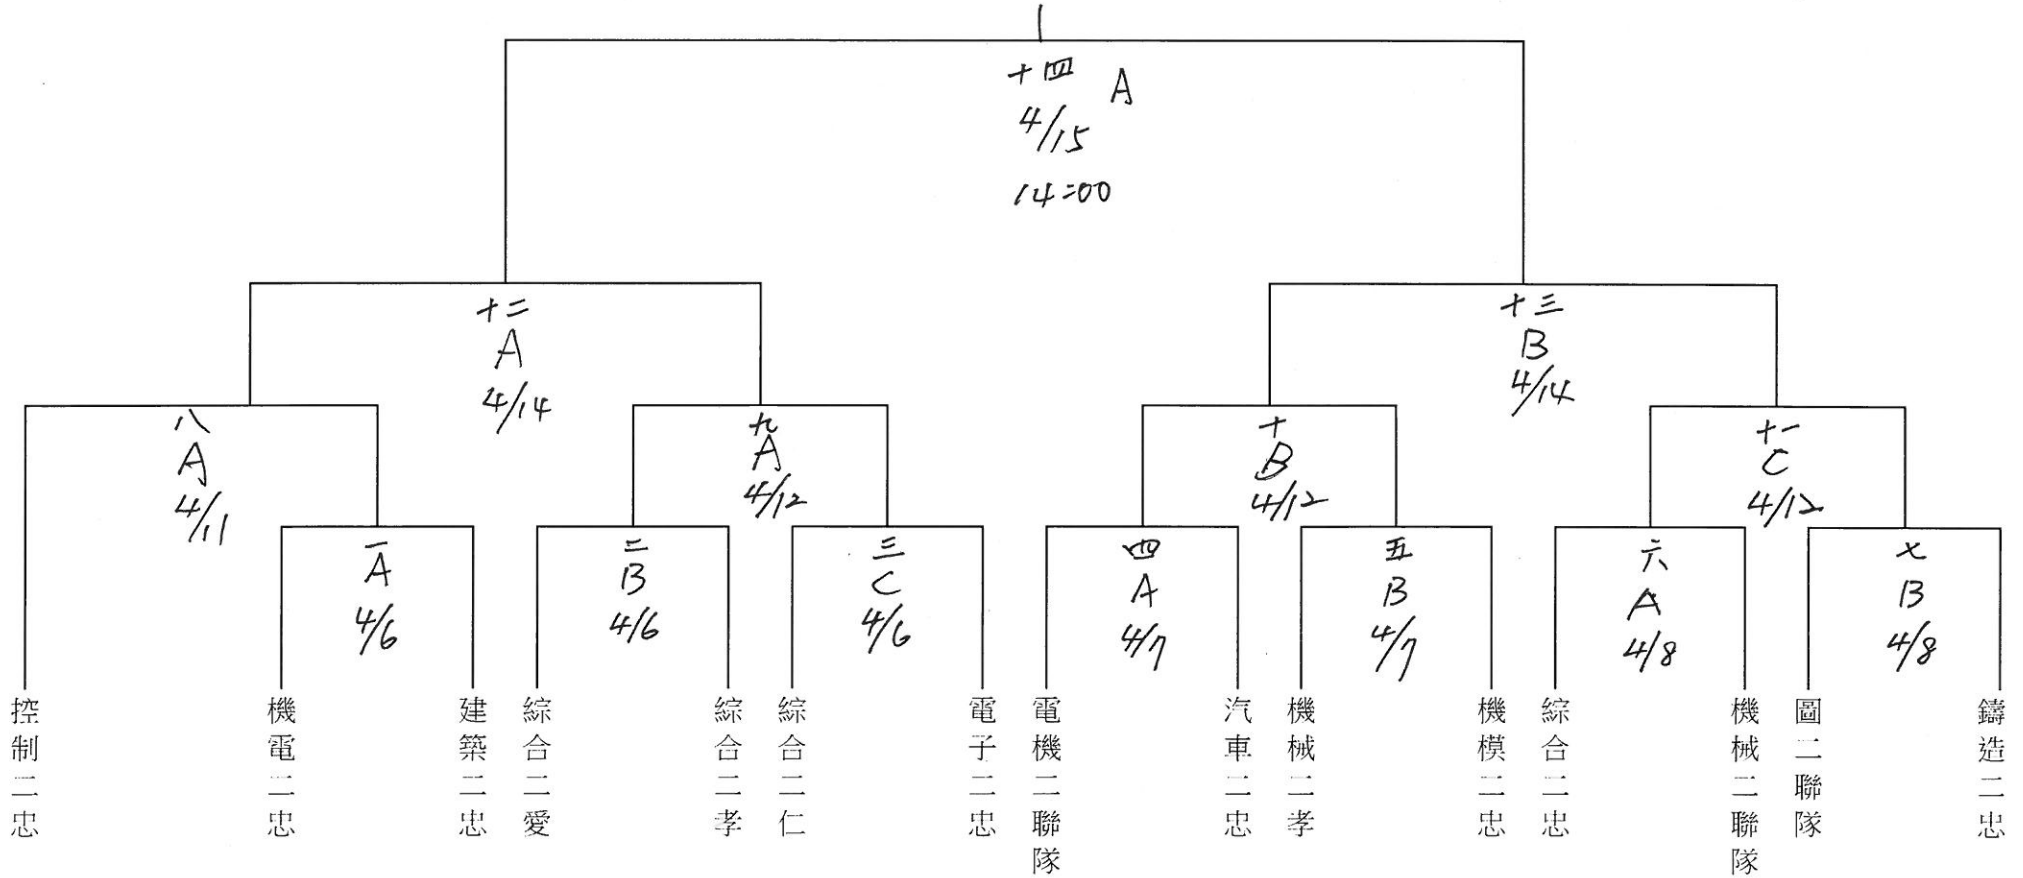 十四 A
4/15
14:00
十二
A
4/14
十三
B
4/14
八
A
4/11
九
A
4/12
十
B
4/12
十一
C
4/12
一
A
4/6
二
B
4/6
三
C
4/6
四
A
4/7
五
B
4/7
六
A
4/8
七
B
4/8
控制二忠
機電二忠
建築二忠
綜合二愛
綜合二孝
綜合二仁
電子二忠
電機二聯隊
汽車二忠
機械二孝
機模二忠
綜合二忠
機械二聯隊
圖二聯隊
鑄造二忠